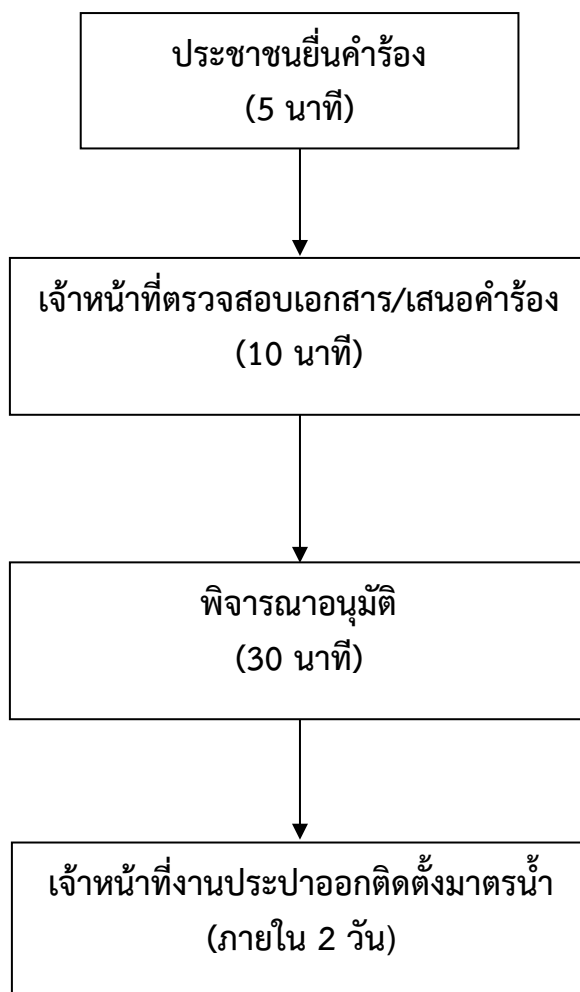 ประชาชนยื่นคำร้อง
(5 นาที)
เจ้าหน้าที่ตรวจสอบเอกสาร/เสนอคำร้อง
(10 นาที)
พิจารณาอนุมัติ
(30 นาที)
เจ้าหน้าที่งานประปาออกติดตั้งมาตรน้ำ
(ภายใน 2 วัน)